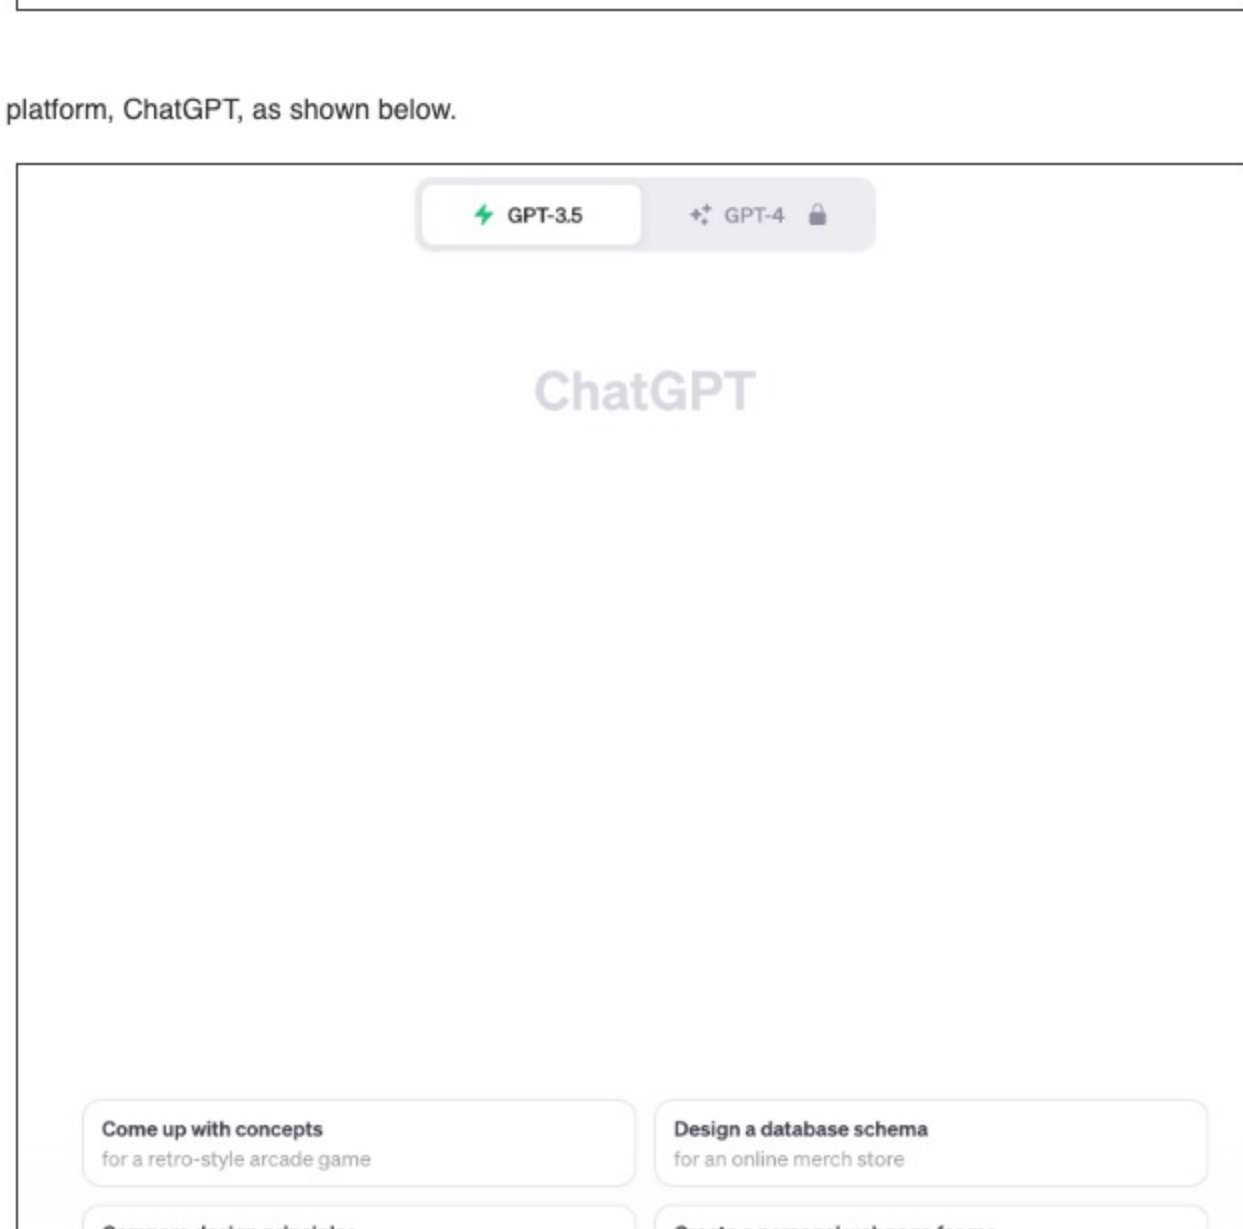 platform, ChatGPT, as shown below.
GPT-3.5
GPT-4
ChatGPT
Come up with concepts
for a retro-style arcade game
Design a database schema
for an online merch store